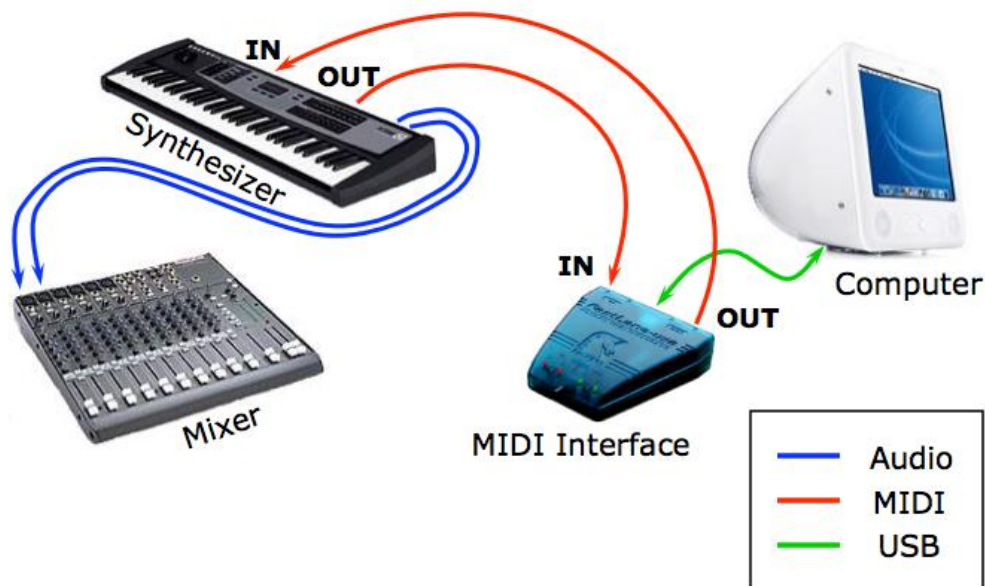 IN
OUT
Synthesizer
IN
OUT
Computer
Mixer
MIDI Interface
Audio
MIDI
USB